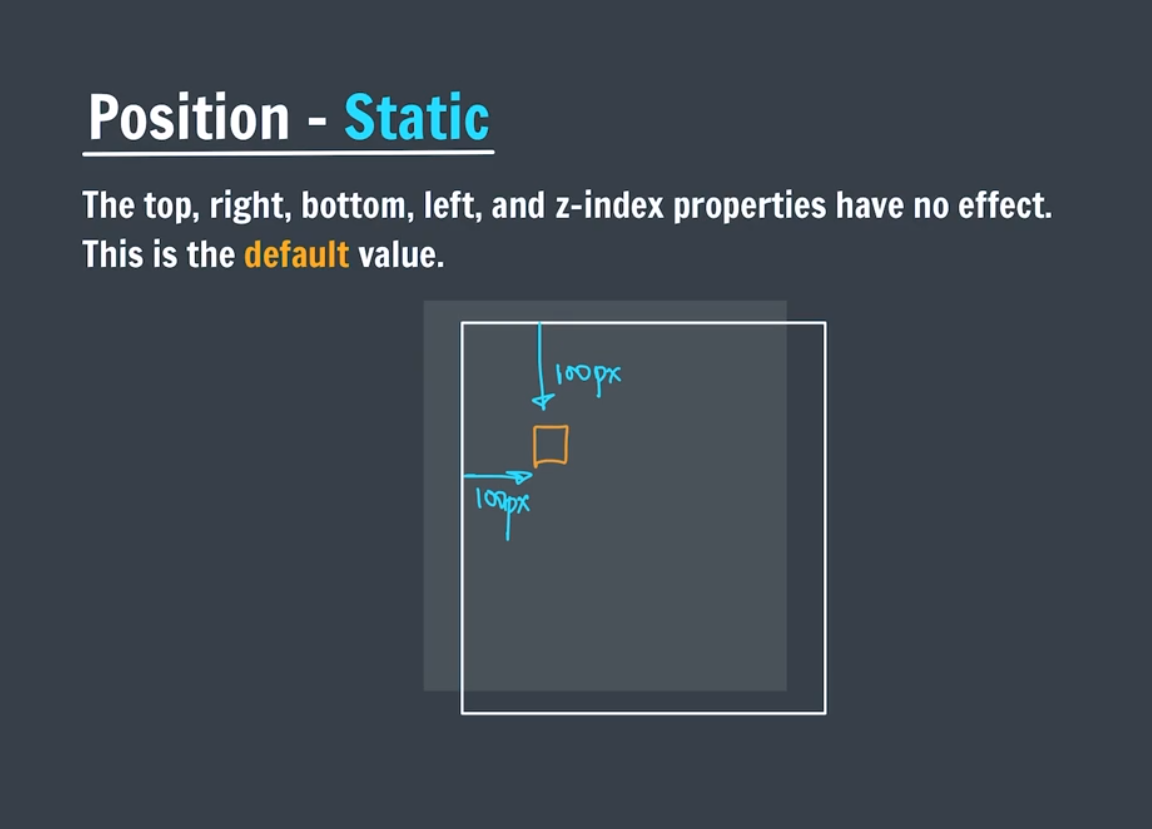 Position - Static
The top, right, bottom, left, and z-index properties have no effect.
This is the default value.
100px
100px